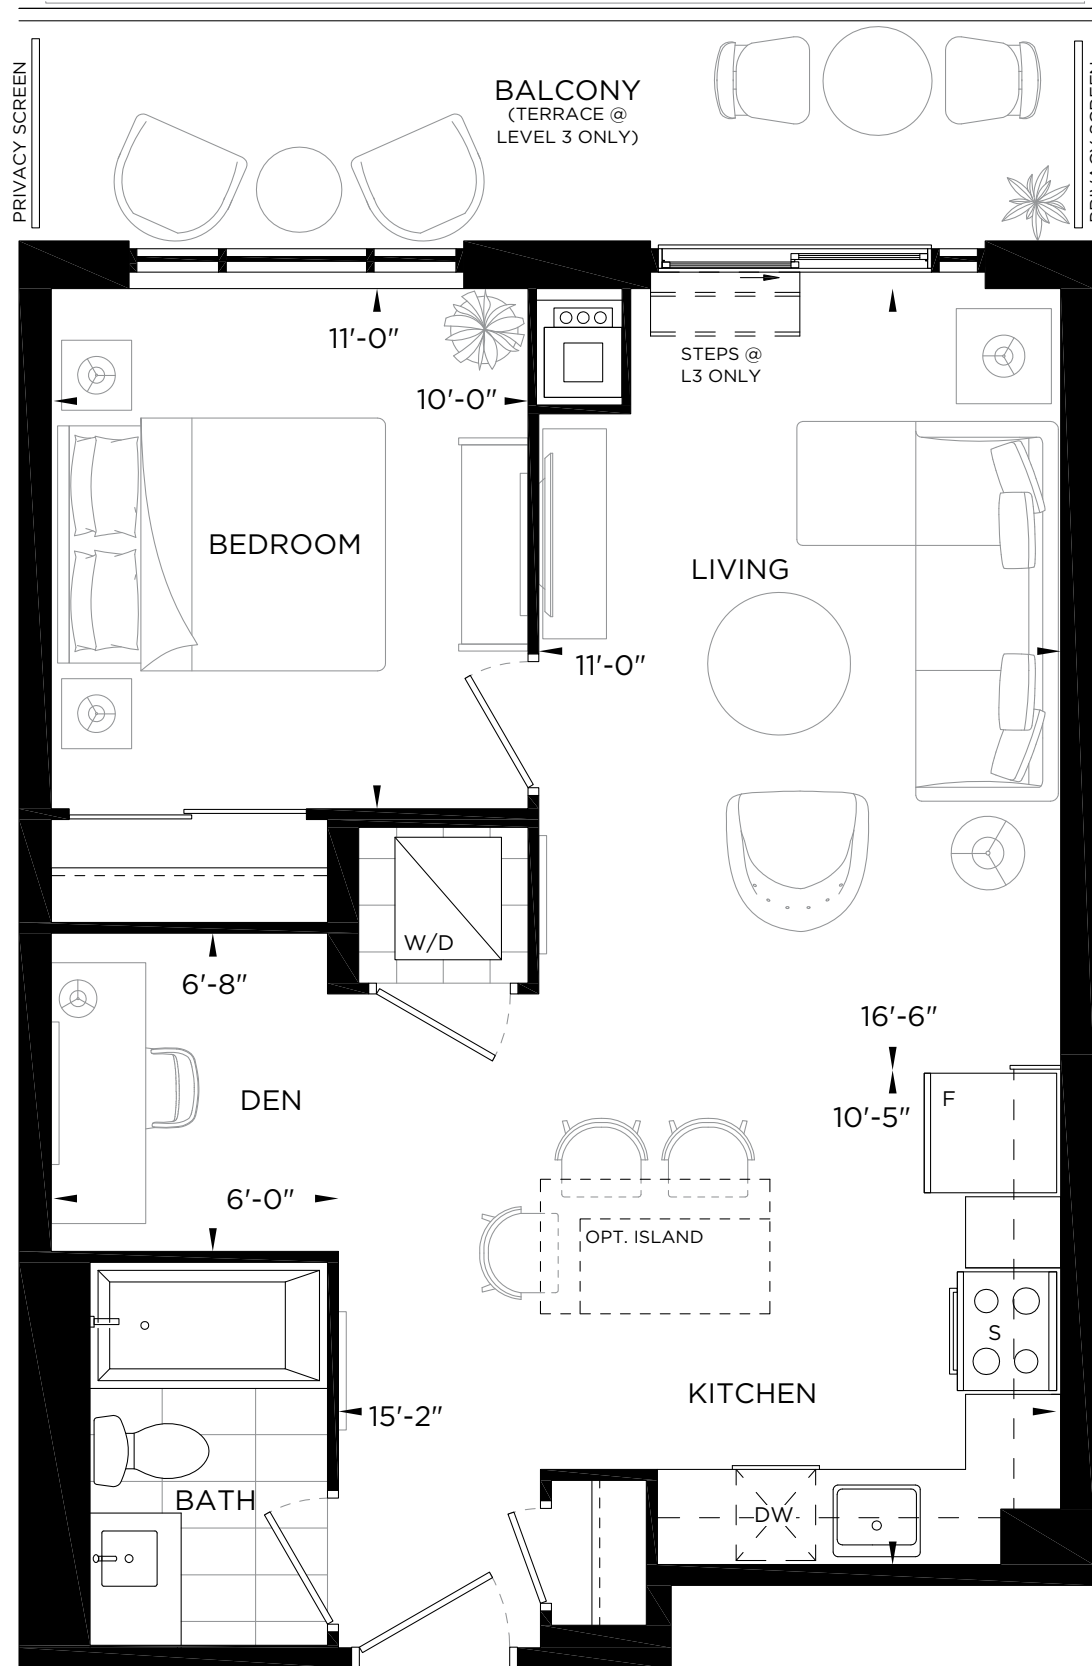 BALCONY
(TERRACE @
LEVEL 3 ONLY)
PRIVACY SCREEN
PRIVACY SCREEN
11'-0"
10'-0"
STEPS @
L3 ONLY
BEDROOM
LIVING
11'-0"
W/D
6'-8"
16'-6"
10'-5"
F
DEN
6'-0"
OPT. ISLAND
S
KITCHEN
15'-2"
BATH
DW